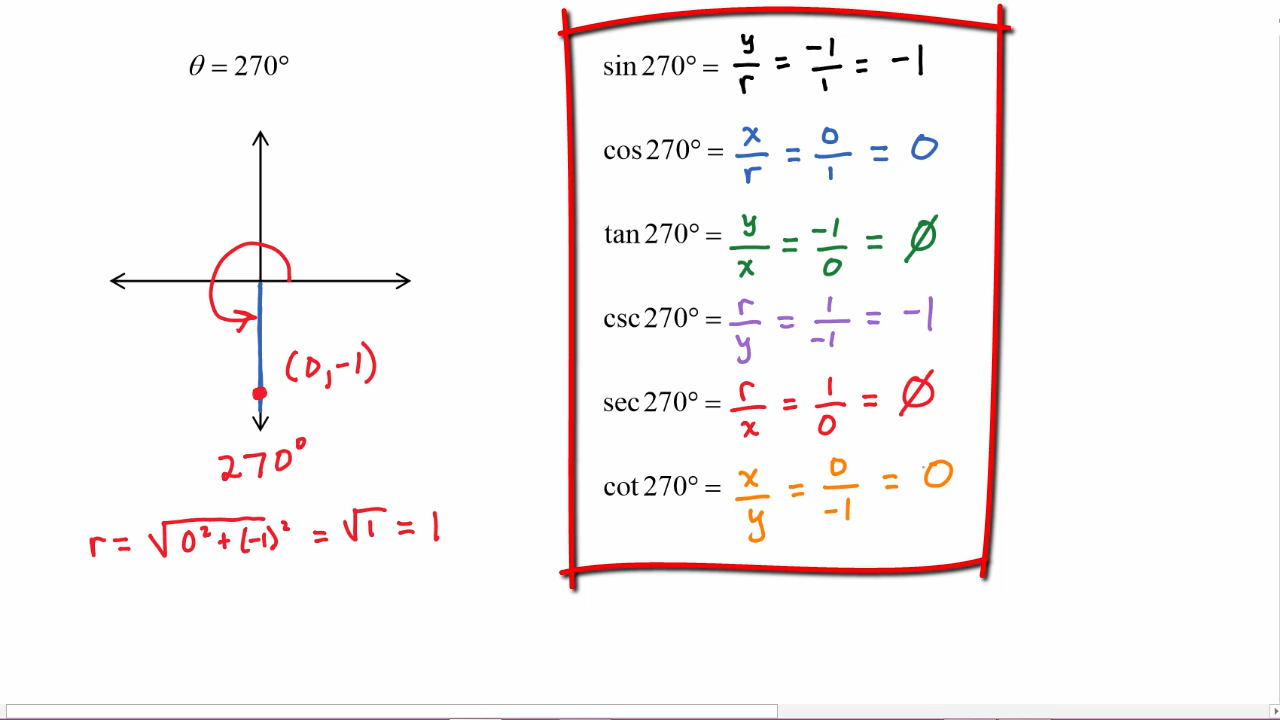 θ = 270°
(0, -1)
270°
r = √(0² + (-1)²) = √1 = 1
sin 270° = y/r = -1/1 = -1
cos 270° = x/r = 0/1 = 0
tan 270° = y/x = -1/0 = ∅
csc 270° = r/y = 1/-1 = -1
sec 270° = r/x = 1/0 = ∅
cot 270° = x/y = 0/-1 = 0